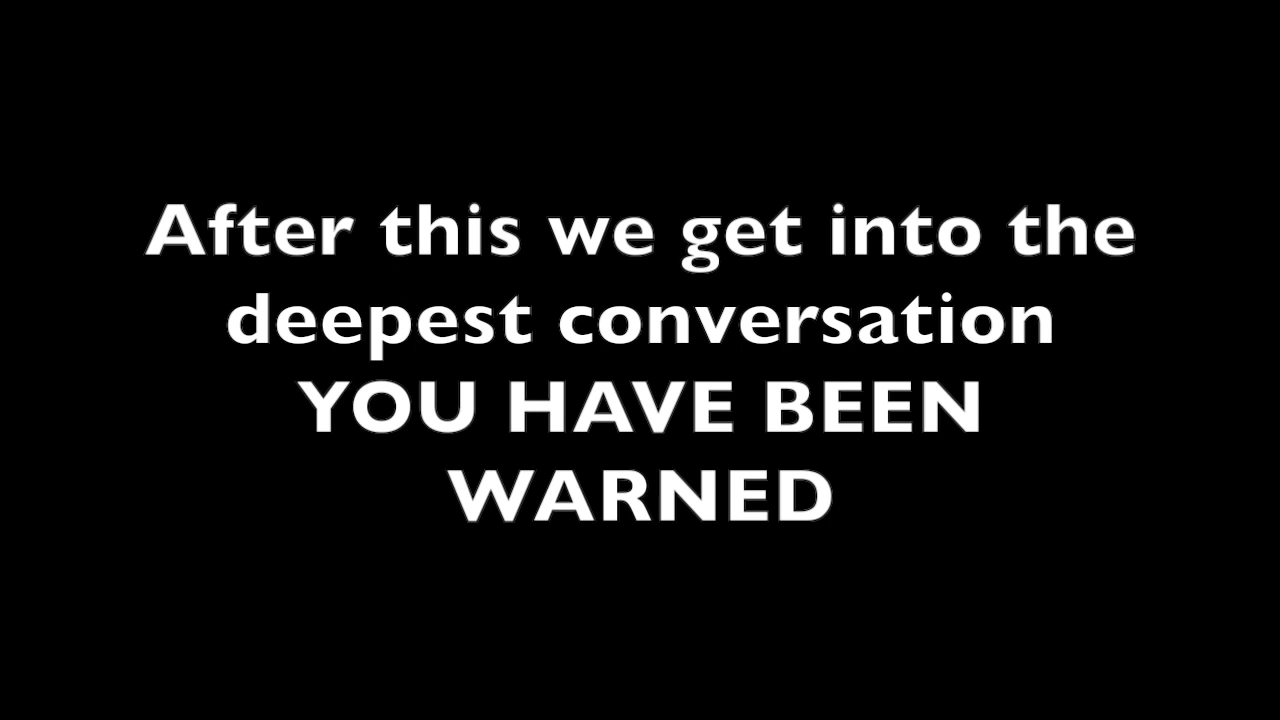 After this we get into the
deepest conversation
YOU HAVE BEEN
WARNED